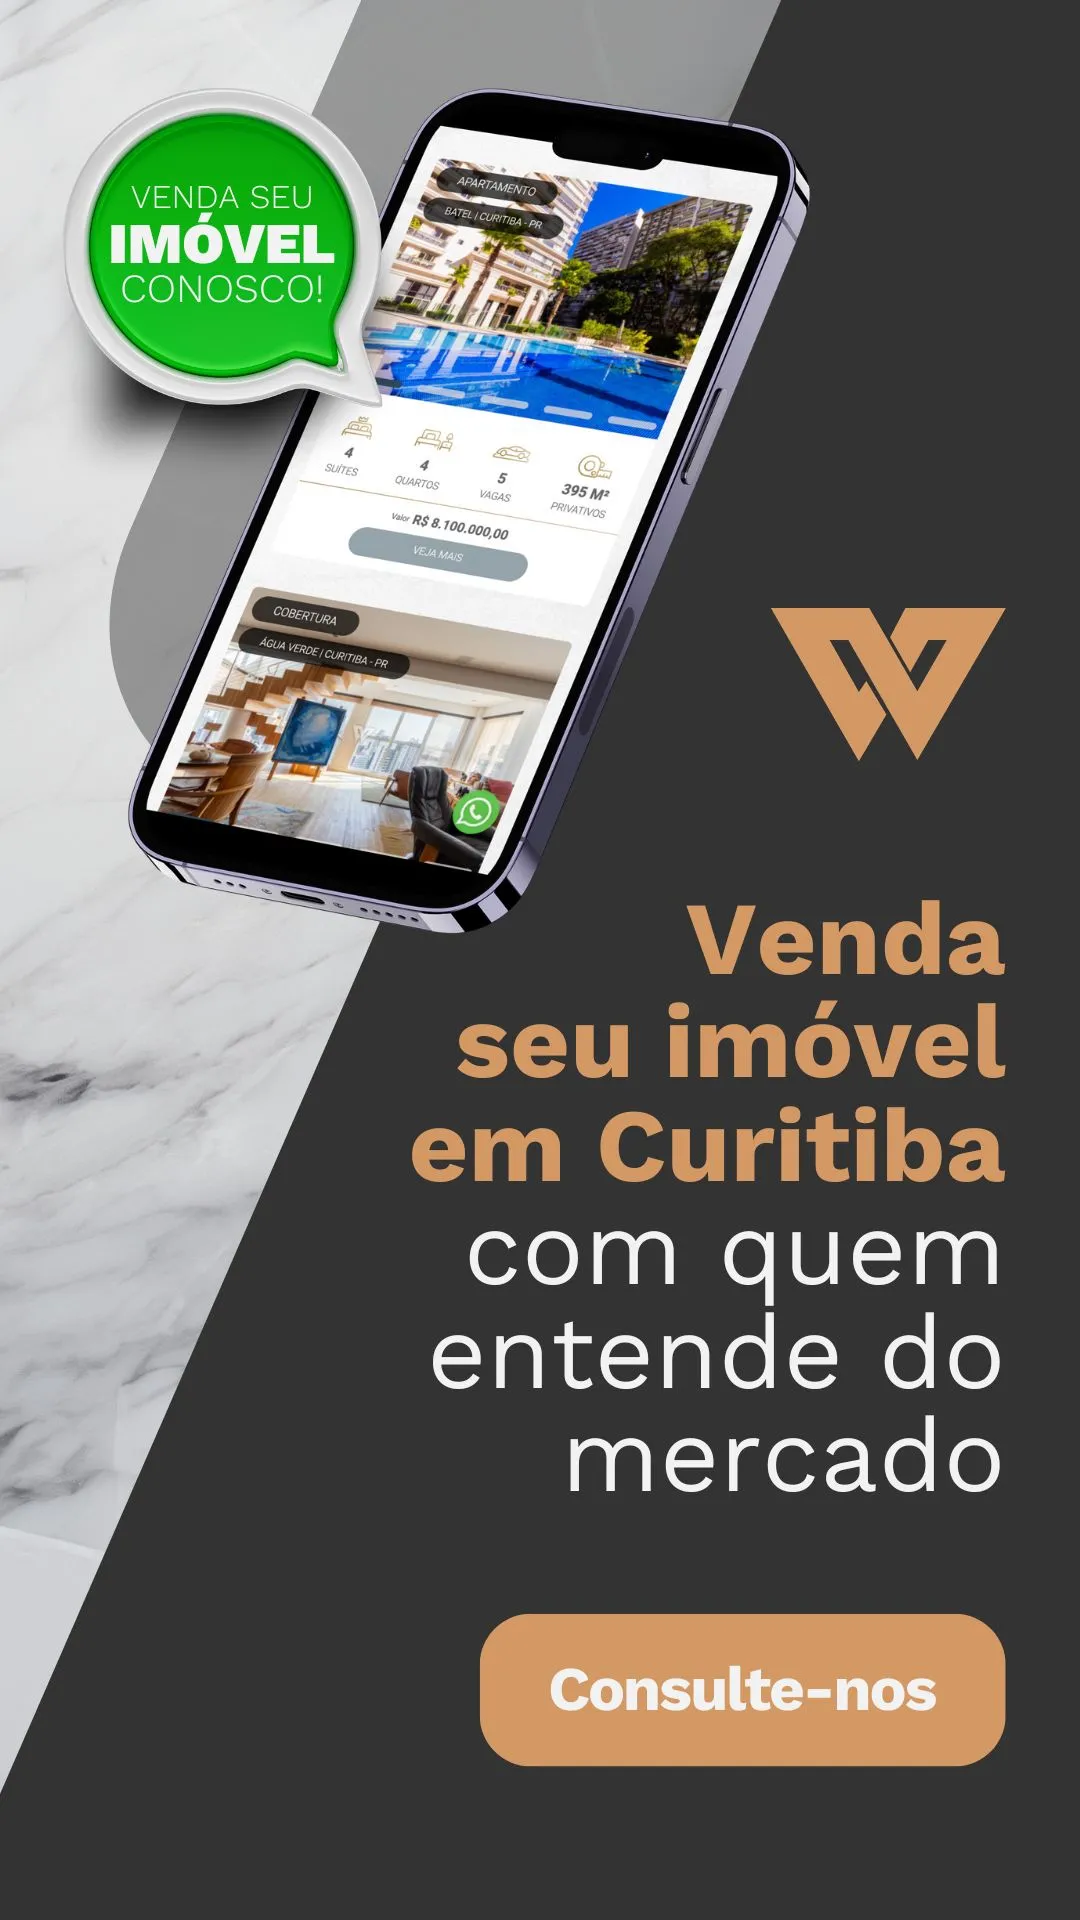 VENDA SEU
IMÓVEL
CONOSCO!
APARTAMENTO
BATEL | CURITIBA - PR
4
SUÍTES
4
QUARTOS
5
VAGAS
395 M²
PRIVATIVOS
Valor R$ 8.100.000,00
VEJA MAIS
COBERTURA
ÁGUA VERDE | CURITIBA - PR
Venda
seu imóvel
em Curitiba
com quem
entende do
mercado
Consulte-nos